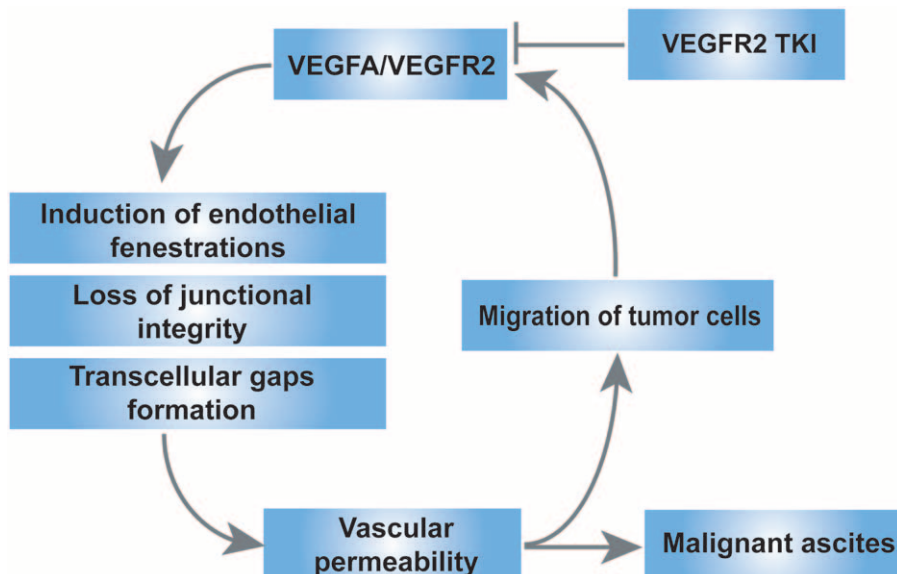 VEGFR2 TKI
VEGFA/VEGFR2
Induction of endothelial
fenestrations
Loss of junctional
integrity
Transcellular gaps
formation
Migration of tumor cells
Vascular
permeability
Malignant ascites